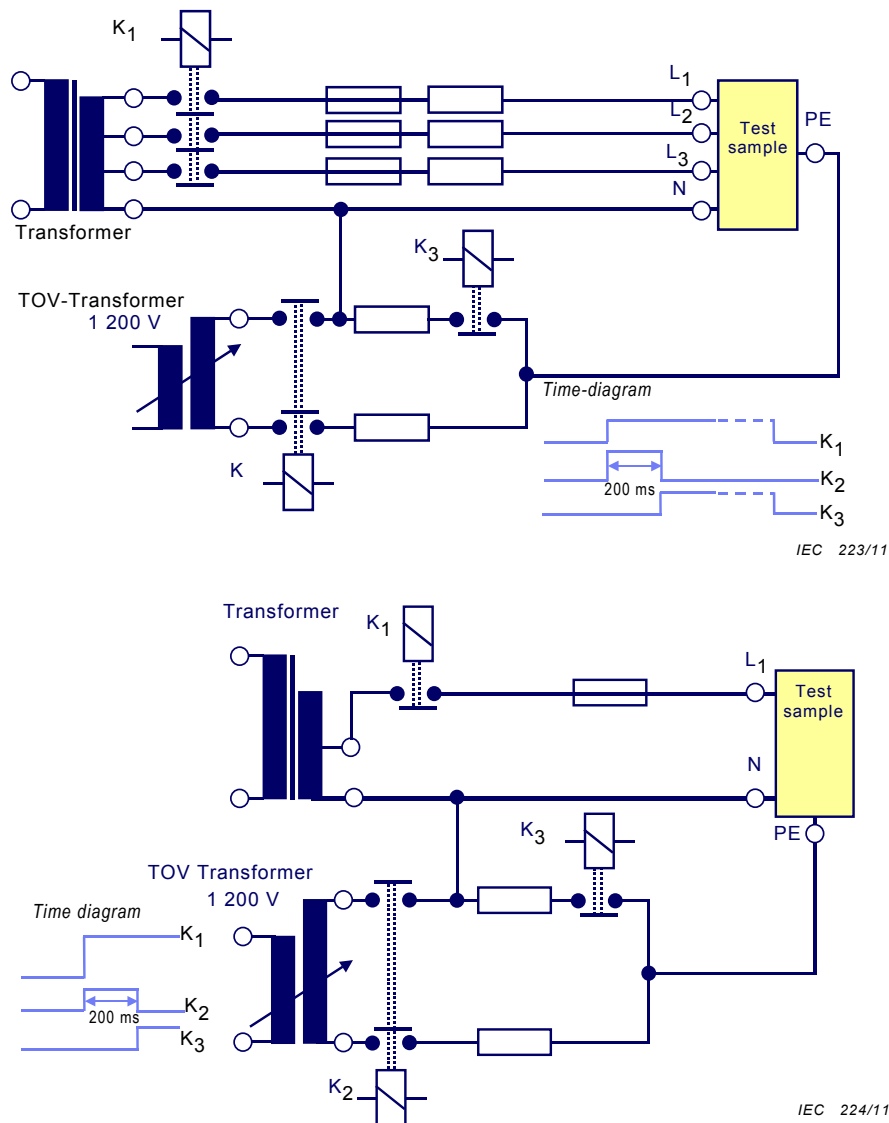 K1
L1
L2
L3
N
Test
sample
PE
Transformer
K3
TOV-Transformer
1 200 V
K
Time-diagram
K1
K2
200 ms
K3
IEC 223/11
Transformer
K1
L1
Test
sample
N
K3
PE
TOV Transformer
1 200 V
Time diagram
K1
K2
200 ms
K3
K2
IEC 224/11